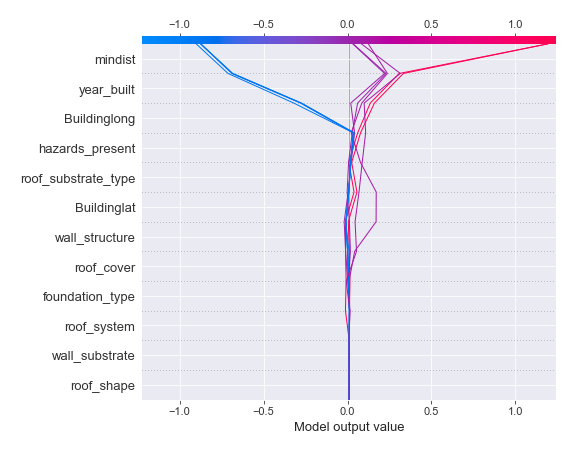 −1.0 −0.5 0.0 0.5 1.0
mindist
year_built
Buildinglong
hazards_present
roof_substrate_type
Buildinglat
wall_structure
roof_cover
foundation_type
roof_system
wall_substrate
roof_shape
−1.0 −0.5 0.0 0.5 1.0
Model output value